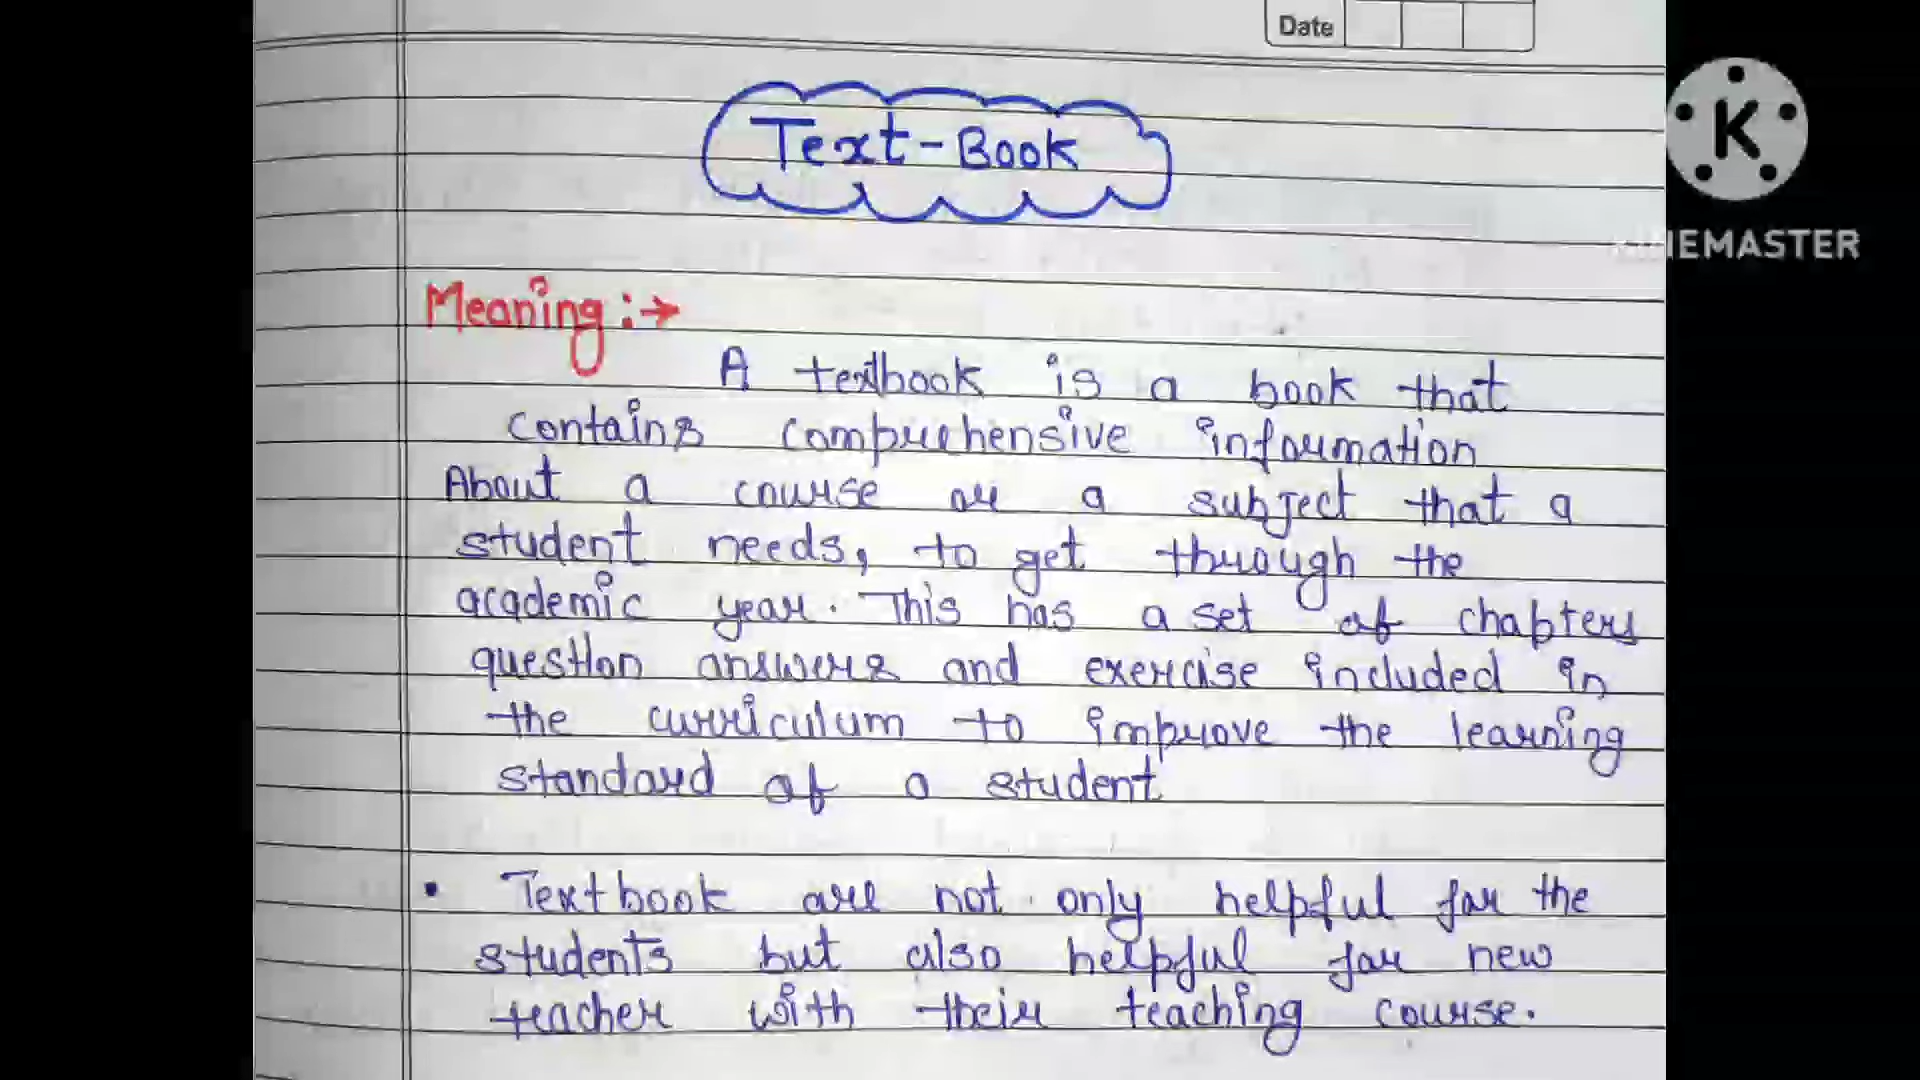 Date
Text-Book
K
KINEMASTER
Meaning :→
A textbook is a book that
contains comprehensive information
About a course or a subject that a
student needs, to get through the
academic year. This has a set of chapters
question answers and exercise included in
the curriculum to improve the learning
standard of a student
• Textbook are not only helpful for the
students but also helpful for new
teacher with their teaching course.